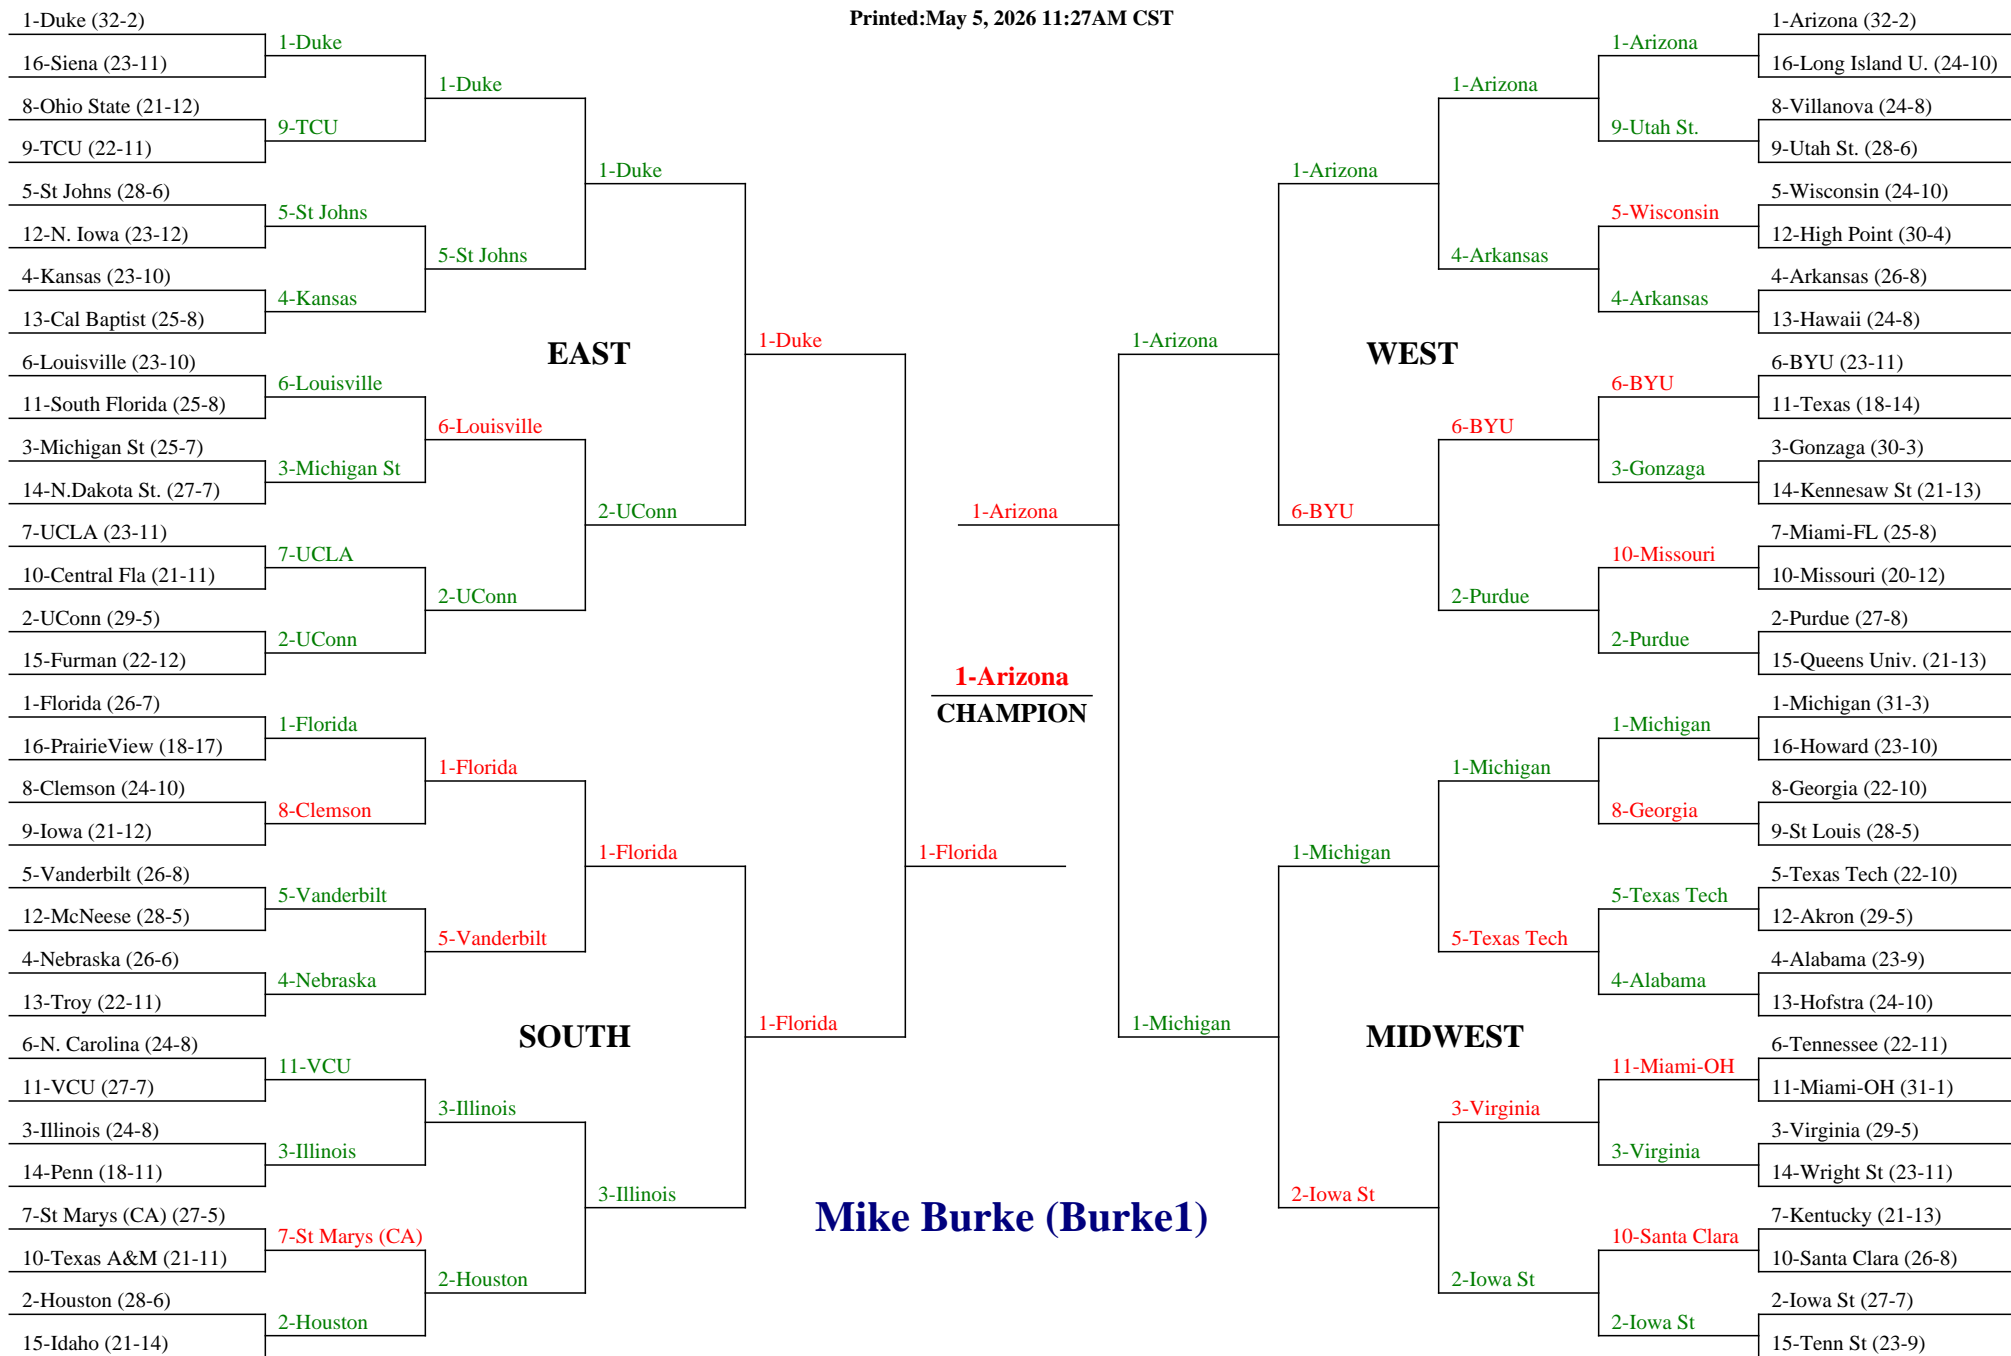 Printed:May 5, 2026 11:27AM CST
1-Duke (32-2)
16-Siena (23-11)
8-Ohio State (21-12)
9-TCU (22-11)
5-St Johns (28-6)
12-N. Iowa (23-12)
4-Kansas (23-10)
13-Cal Baptist (25-8)
6-Louisville (23-10)
11-South Florida (25-8)
3-Michigan St (25-7)
14-N.Dakota St. (27-7)
7-UCLA (23-11)
10-Central Fla (21-11)
2-UConn (29-5)
15-Furman (22-12)
1-Florida (26-7)
16-PrairieView (18-17)
8-Clemson (24-10)
9-Iowa (21-12)
5-Vanderbilt (26-8)
12-McNeese (28-5)
4-Nebraska (26-6)
13-Troy (22-11)
6-N. Carolina (24-8)
11-VCU (27-7)
3-Illinois (24-8)
14-Penn (18-11)
7-St Marys (CA) (27-5)
10-Texas A&M (21-11)
2-Houston (28-6)
15-Idaho (21-14)
1-Duke
9-TCU
5-St Johns
4-Kansas
6-Louisville
3-Michigan St
7-UCLA
2-UConn
1-Florida
8-Clemson
5-Vanderbilt
4-Nebraska
11-VCU
3-Illinois
7-St Marys (CA)
2-Houston
1-Duke
5-St Johns
6-Louisville
2-UConn
1-Florida
5-Vanderbilt
3-Illinois
2-Houston
EAST
SOUTH
1-Duke
2-UConn
1-Florida
3-Illinois
1-Duke
1-Florida
1-Florida
1-Arizona
1-Arizona
CHAMPION
Mike Burke (Burke1)
1-Arizona
1-Michigan
1-Arizona
6-BYU
1-Michigan
2-Iowa St
WEST
MIDWEST
1-Arizona
4-Arkansas
6-BYU
2-Purdue
1-Michigan
5-Texas Tech
3-Virginia
2-Iowa St
1-Arizona
9-Utah St.
5-Wisconsin
4-Arkansas
6-BYU
3-Gonzaga
10-Missouri
2-Purdue
1-Michigan
8-Georgia
5-Texas Tech
4-Alabama
11-Miami-OH
3-Virginia
10-Santa Clara
2-Iowa St
1-Arizona (32-2)
16-Long Island U. (24-10)
8-Villanova (24-8)
9-Utah St. (28-6)
5-Wisconsin (24-10)
12-High Point (30-4)
4-Arkansas (26-8)
13-Hawaii (24-8)
6-BYU (23-11)
11-Texas (18-14)
3-Gonzaga (30-3)
14-Kennesaw St (21-13)
7-Miami-FL (25-8)
10-Missouri (20-12)
2-Purdue (27-8)
15-Queens Univ. (21-13)
1-Michigan (31-3)
16-Howard (23-10)
8-Georgia (22-10)
9-St Louis (28-5)
5-Texas Tech (22-10)
12-Akron (29-5)
4-Alabama (23-9)
13-Hofstra (24-10)
6-Tennessee (22-11)
11-Miami-OH (31-1)
3-Virginia (29-5)
14-Wright St (23-11)
7-Kentucky (21-13)
10-Santa Clara (26-8)
2-Iowa St (27-7)
15-Tenn St (23-9)